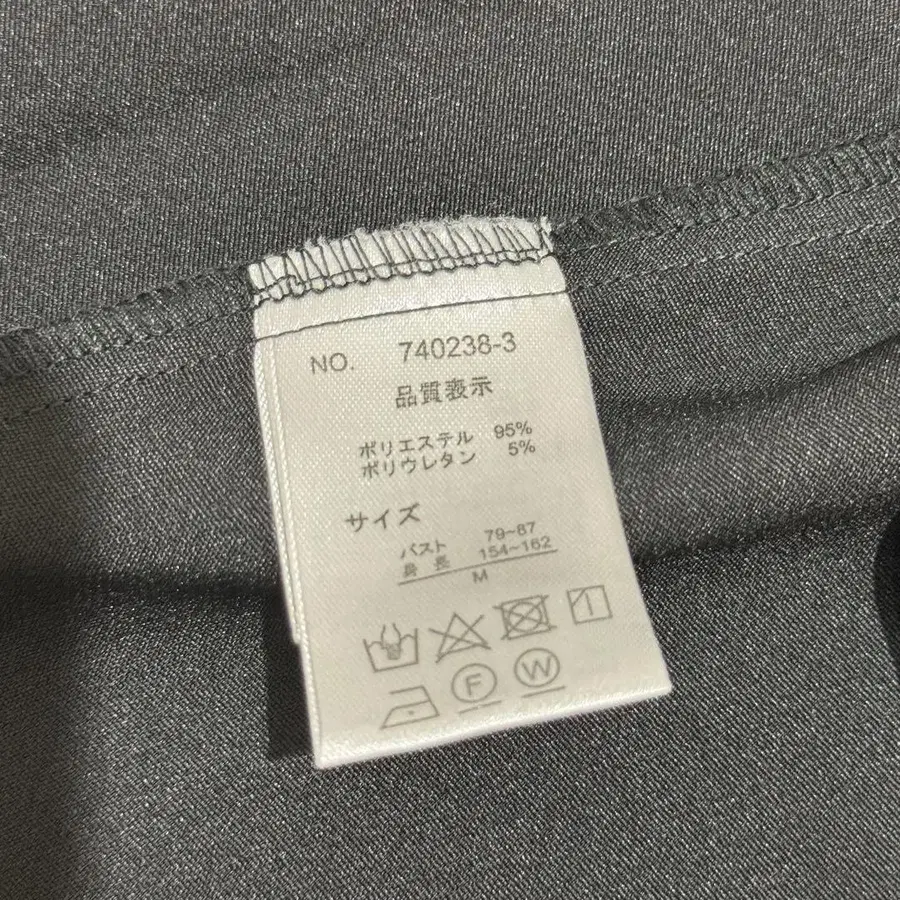 NO. 740238-3
品質表示
ポリエステル 95%
ポリウレタン 5%
サイズ
バスト 79~87
身長 154~162
M
F W